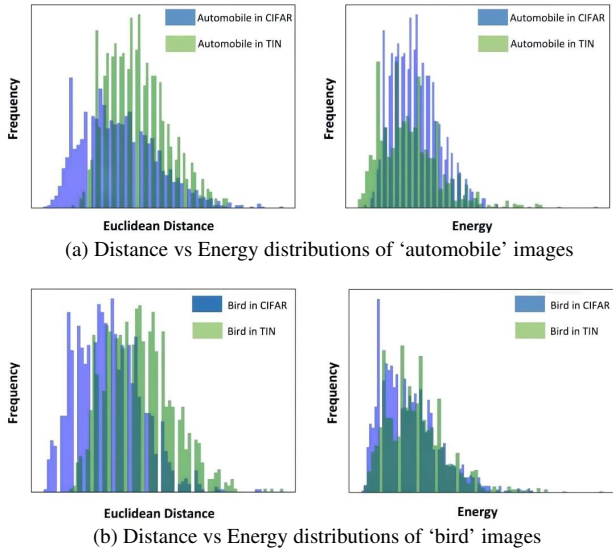 Automobile in CIFAR
Automobile in TIN
Frequency
Euclidean Distance
Automobile in CIFAR
Automobile in TIN
Frequency
Energy
(a) Distance vs Energy distributions of ‘automobile’ images
Bird in CIFAR
Bird in TIN
Frequency
Euclidean Distance
Bird in CIFAR
Bird in TIN
Frequency
Energy
(b) Distance vs Energy distributions of ‘bird’ images